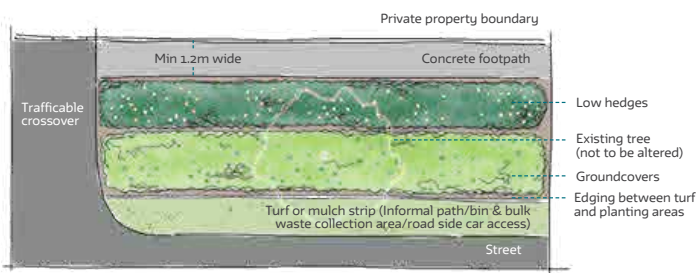 Private property boundary
Min 1.2m wide
Concrete footpath
Trafficable
crossover
Low hedges
Existing tree
(not to be altered)
Groundcovers
Edging between turf
and planting areas
Turf or mulch strip (Informal path/bin & bulk
waste collection area/road side car access)
Street